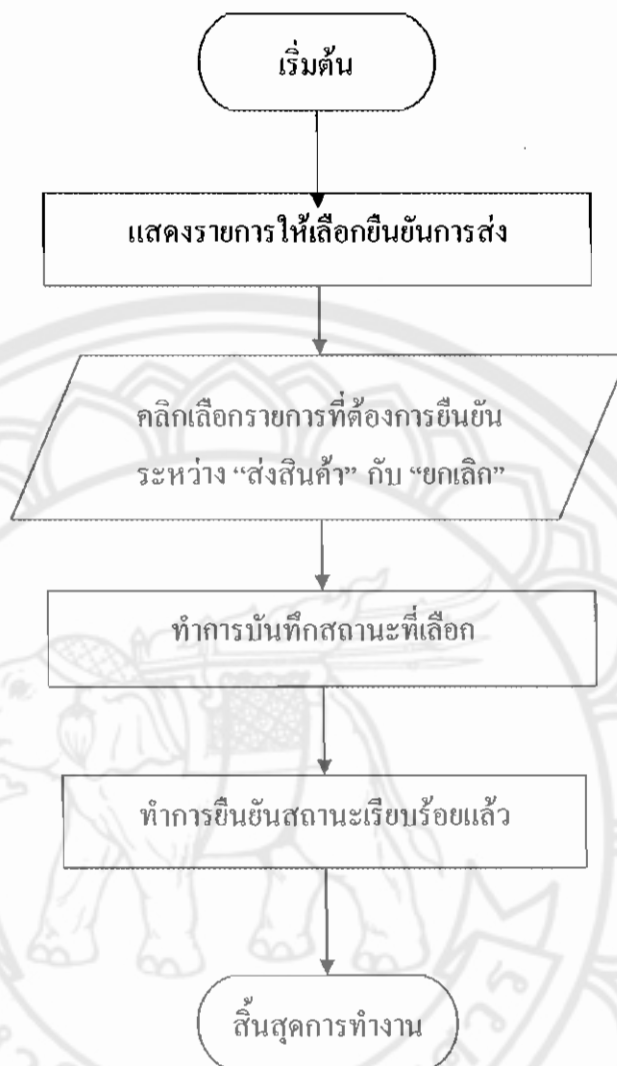 เริ่มต้น
แสดงรายการให้เลือกยืนยันการส่ง
คลิกเลือกรายการที่ต้องการยืนยัน
ระหว่าง “ส่งสินค้า” กับ “ยกเลิก”
ทำการบันทึกสถานะที่เลือก
ทำการยืนยันสถานะเรียบร้อยแล้ว
สิ้นสุดการทำงาน